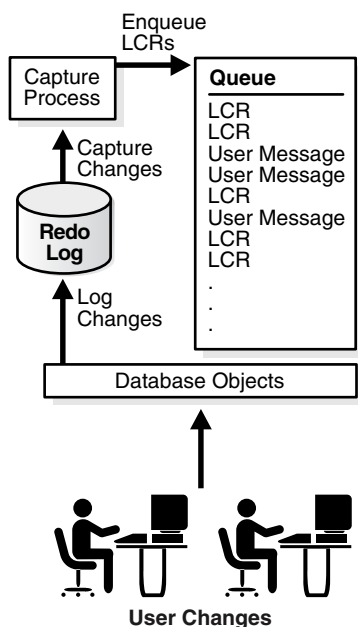 Enqueue
LCRs
Capture
Process
Queue
LCR
LCR
User Message
User Message
LCR
User Message
LCR
LCR
.
.
.
Capture
Changes
Redo
Log
Log
Changes
Database Objects
User Changes